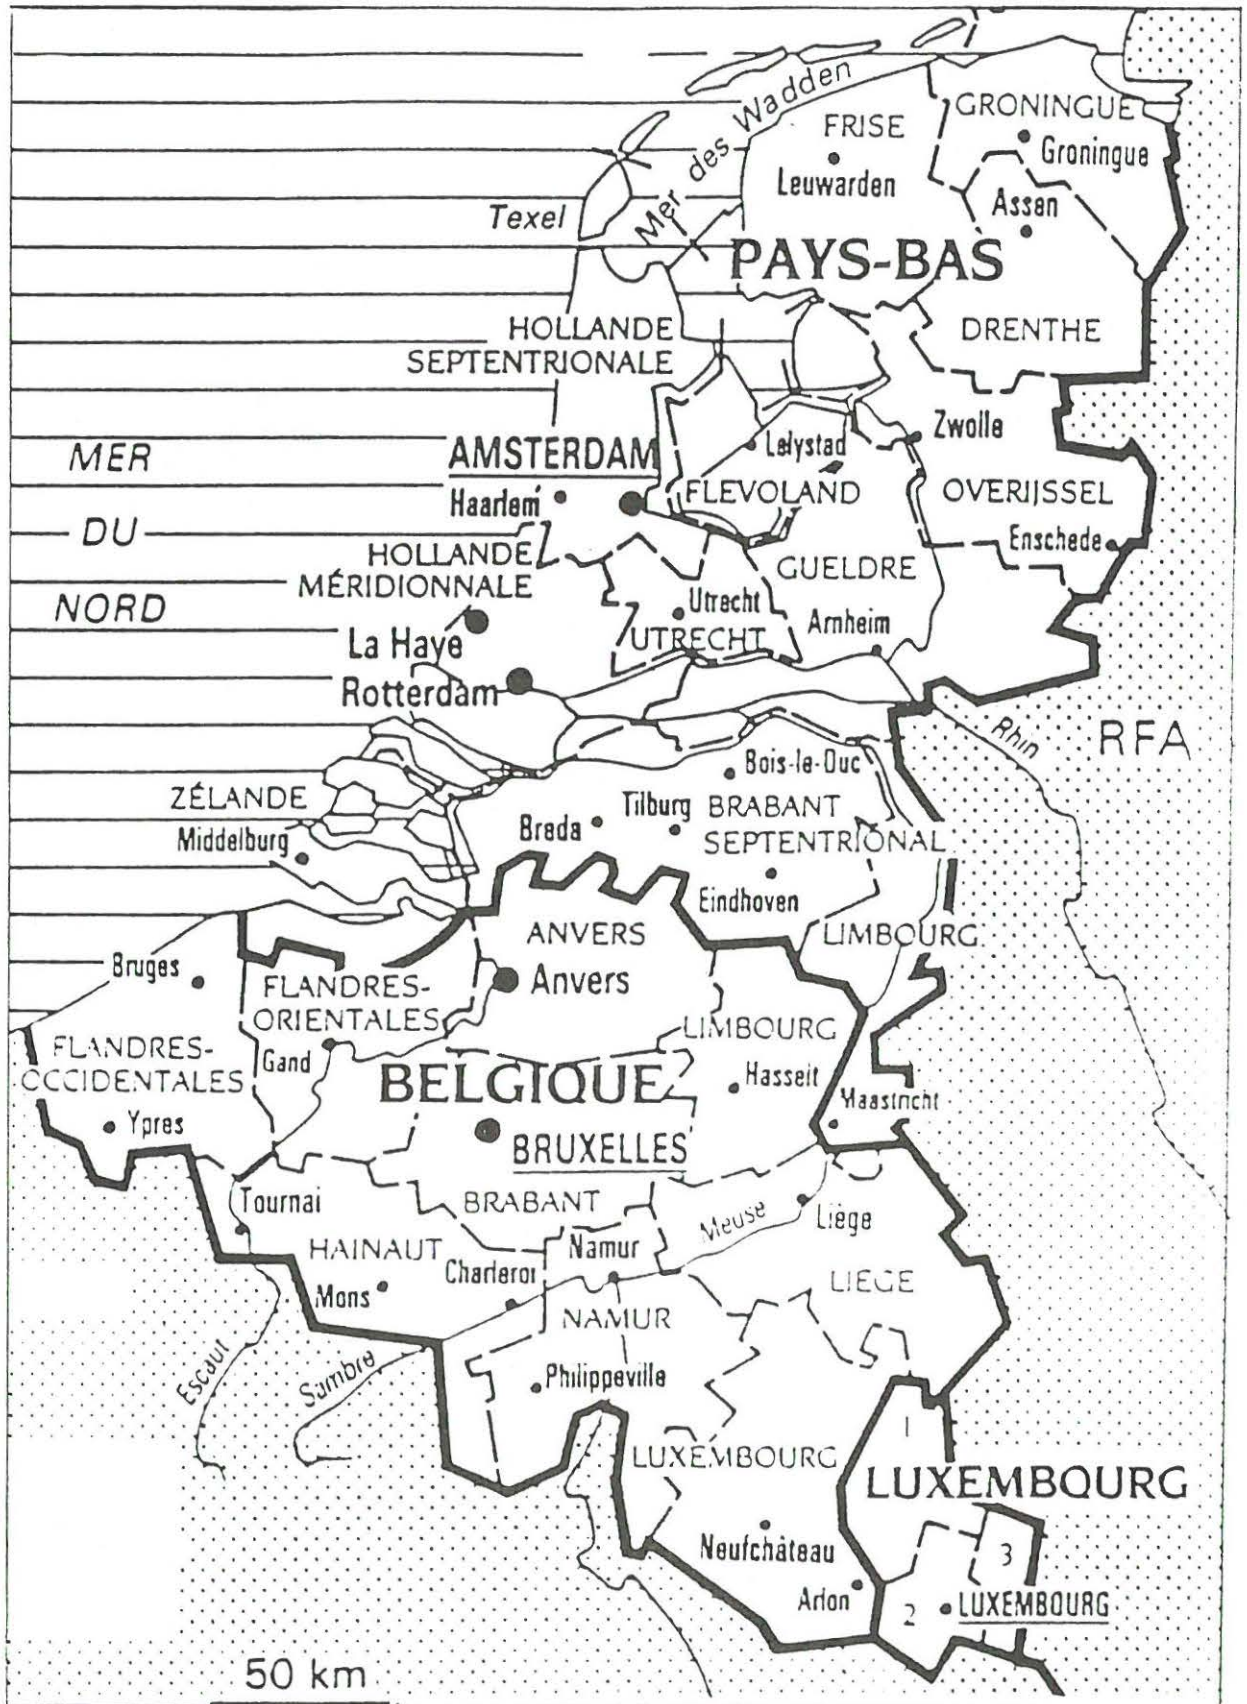 Mer des Wadden
FRISE
GRONINGUE
Groningue
Leuwarden
Texel
Assen
PAYS-BAS
DRENTHE
HOLLANDE
SEPTENTRIONALE
Zwolle
MER
AMSTERDAM
Lelystad
Haarlem
FLEVOLAND
OVERIJSSEL
DU
Enschede
HOLLANDE
MÉRIDIONNALE
GUELDRE
NORD
Utrecht
La Haye
UTRECHT
Arnheim
Rotterdam
Rhin
RFA
Bois-le-Duc
ZÉLANDE
Tilburg
BRABANT
SEPTENTRIONAL
Middelburg
Breda
Eindhoven
ANVERS
LIMBOURG
Bruges
Anvers
FLANDRES-
ORIENTALES
LIMBOURG
FLANDRES-
OCCIDENTALES
Gand
BELGIQUE
Hasselt
Maastricht
Ypres
BRUXELLES
Tournai
BRABANT
Meuse
Liège
HAINAUT
Namur
Charleroi
Mons
LIEGE
NAMUR
Escaut
Sambre
Philippeville
1
LUXEMBOURG
LUXEMBOURG
Neufchâteau
3
Arlon
2
LUXEMBOURG
50 km